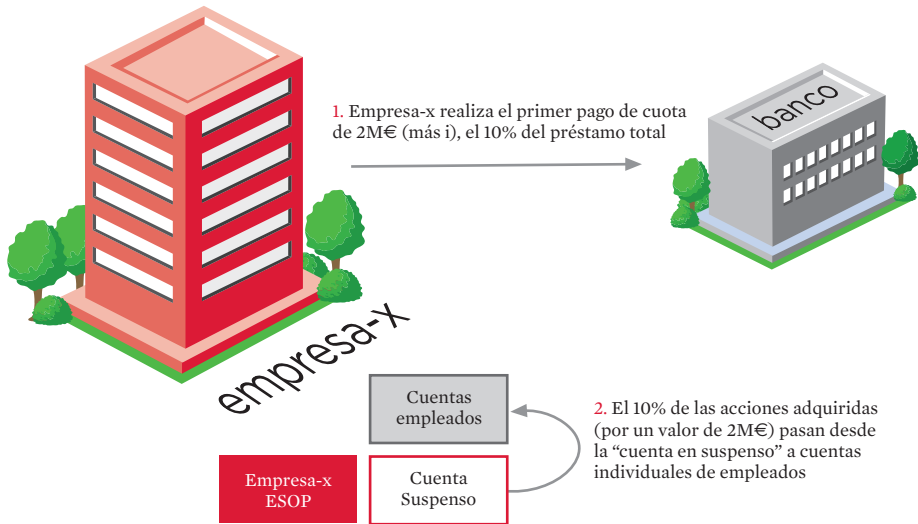 banco
1. Empresa-x realiza el primer pago de cuota
de 2M€ (más i), el 10% del préstamo total
empresa-x
Cuentas
empleados
2. El 10% de las acciones adquiridas
(por un valor de 2M€) pasan desde
la “cuenta en suspenso” a cuentas
individuales de empleados
Empresa-x
ESOP
Cuenta
Suspenso